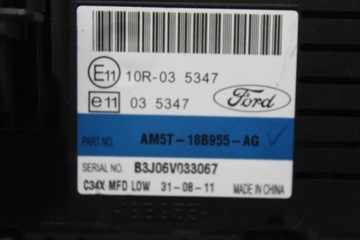 E11 10R-03 5347
e11 03 5347
Ford
PART NO. AM5T-18B955-AG
SERIAL NO. B3J06V033067
C34X MFD LOW 31-08-11 MADE IN CHINA